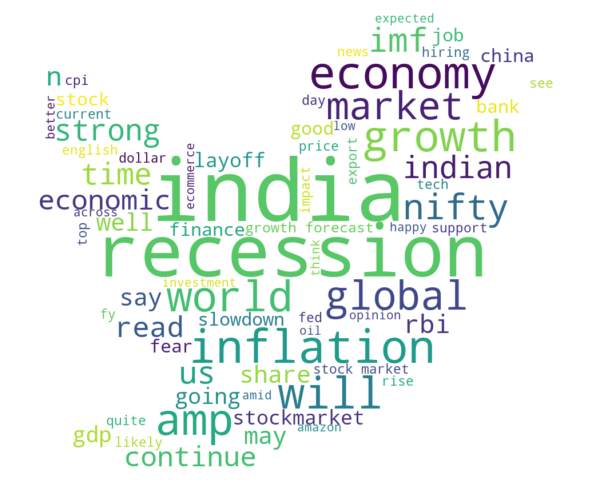 expected
imf job
news hiring china
n cpi economy see
better stock day market bank
current good low growth
strong price export
english dollar ecommerce layoff indian
time india impact tech
economic nifty
across well finance growth forecast happy support
top recession think
investment
say world global
fy read slowdown fed opinion rbi
fear oil
inflation
us share stock market rise
going amid will
quite amp stockmarket
gdp likely may amazon
continue